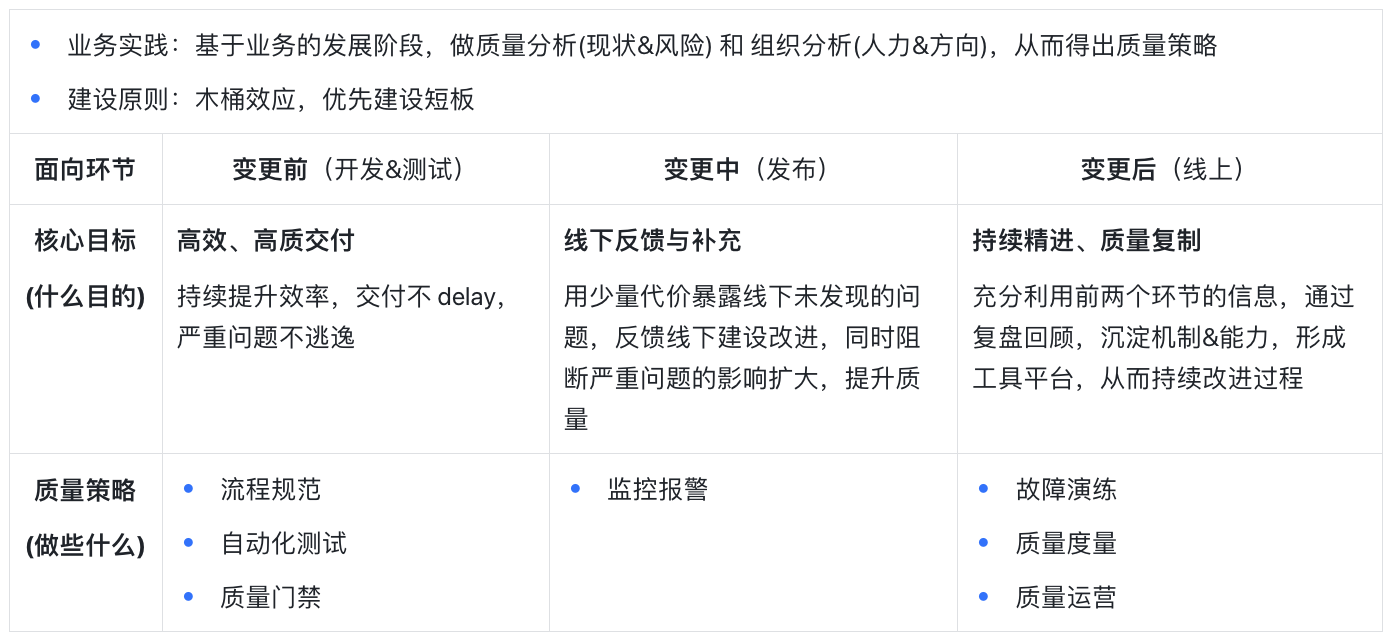 业务实践：基于业务的发展阶段，做质量分析(现状&风险) 和 组织分析(人力&方向)，从而得出质量策略
建设原则：木桶效应，优先建设短板
面向环节
变更前（开发&测试）
变更中（发布）
变更后（线上）
核心目标
(什么目的)
高效、高质交付
持续提升效率，交付不 delay，
严重问题不逃逸
线下反馈与补充
用少量代价暴露线下未发现的问
题，反馈线下建设改进，同时阻
断严重问题的影响扩大，提升质
量
持续精进、质量复制
充分利用前两个环节的信息，通过
复盘回顾，沉淀机制&能力，形成
工具平台，从而持续改进过程
质量策略
(做些什么)
流程规范
自动化测试
质量门禁
监控报警
故障演练
质量度量
质量运营